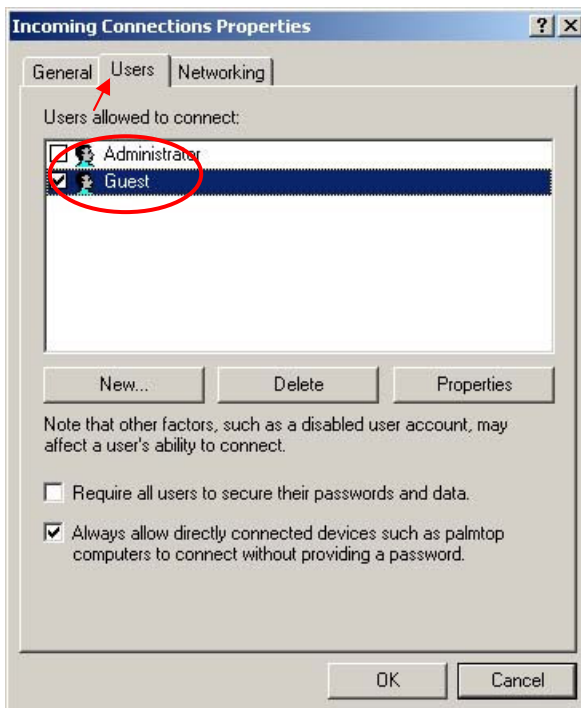 Incoming Connections Properties
General Users Networking
Users allowed to connect:
Administrator
Guest
New... Delete Properties
Note that other factors, such as a disabled user account, may
affect a user's ability to connect.
Require all users to secure their passwords and data.
Always allow directly connected devices such as palmtop
computers to connect without providing a password.
OK Cancel